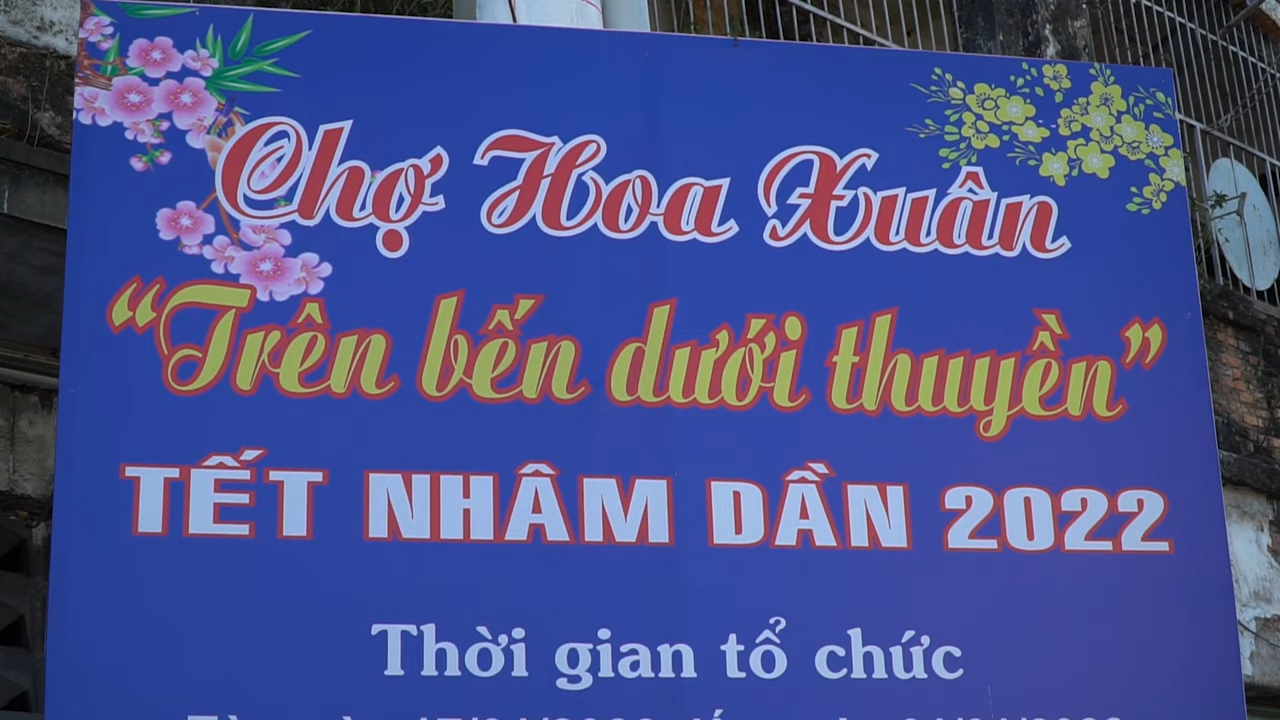 Chợ Hoa Xuân
“Trên bến dưới thuyền”
TẾT NHÂM DẦN 2022
Thời gian tổ chức